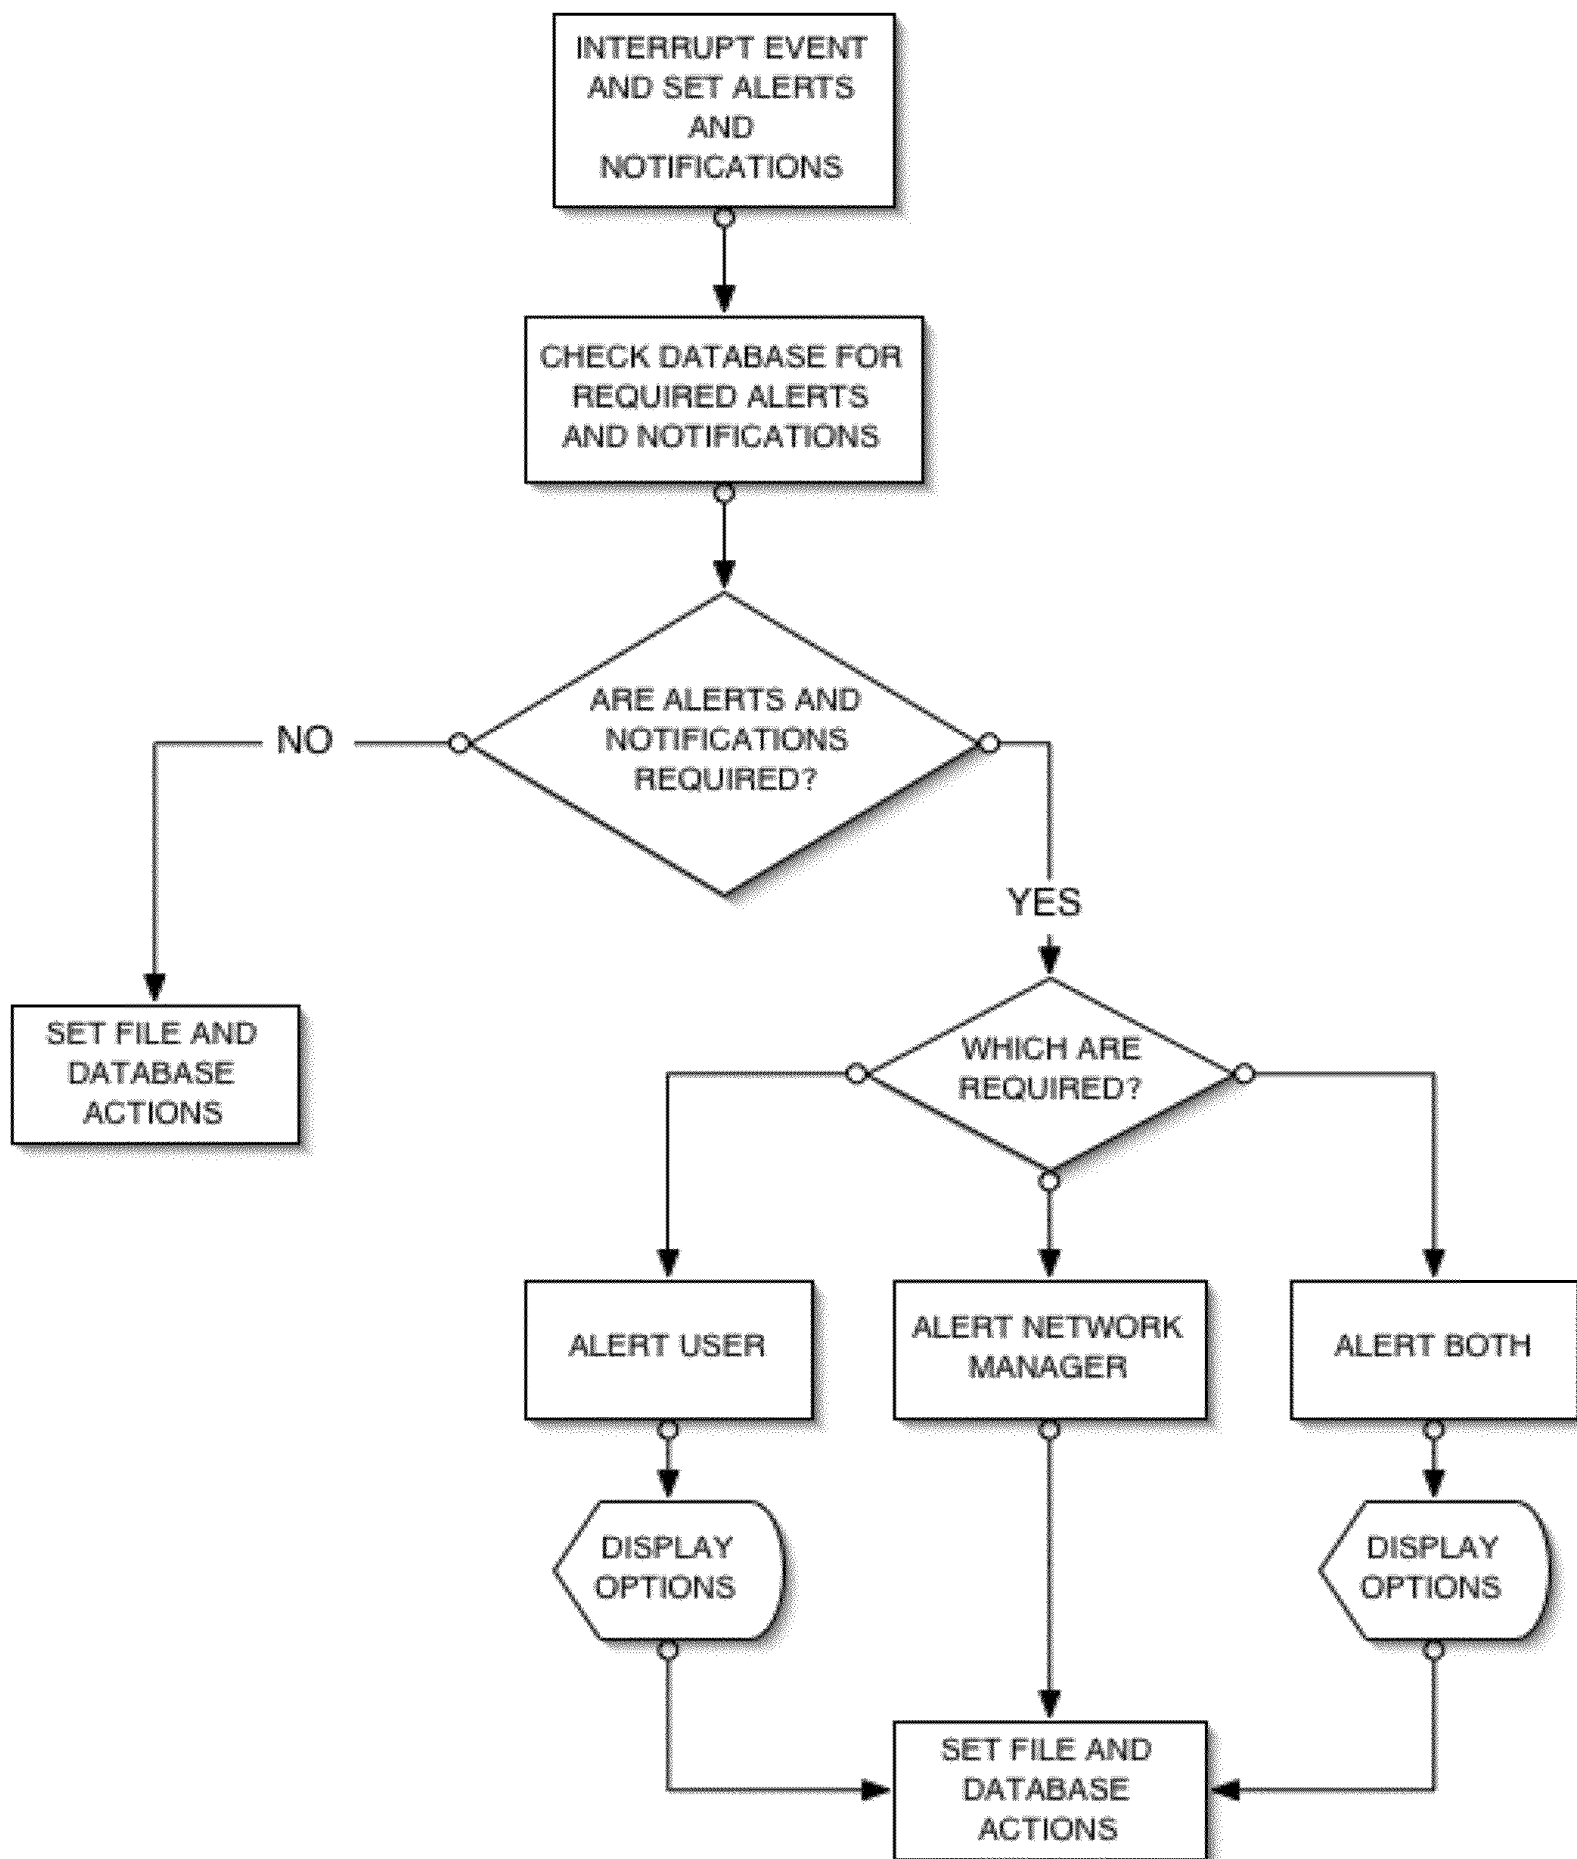 INTERRUPT EVENT
AND SET ALERTS
AND
NOTIFICATIONS
CHECK DATABASE FOR
REQUIRED ALERTS
AND NOTIFICATIONS
ARE ALERTS AND
NOTIFICATIONS
REQUIRED?
NO
YES
SET FILE AND
DATABASE
ACTIONS
WHICH ARE
REQUIRED?
ALERT USER
ALERT NETWORK
MANAGER
ALERT BOTH
DISPLAY
OPTIONS
DISPLAY
OPTIONS
SET FILE AND
DATABASE
ACTIONS